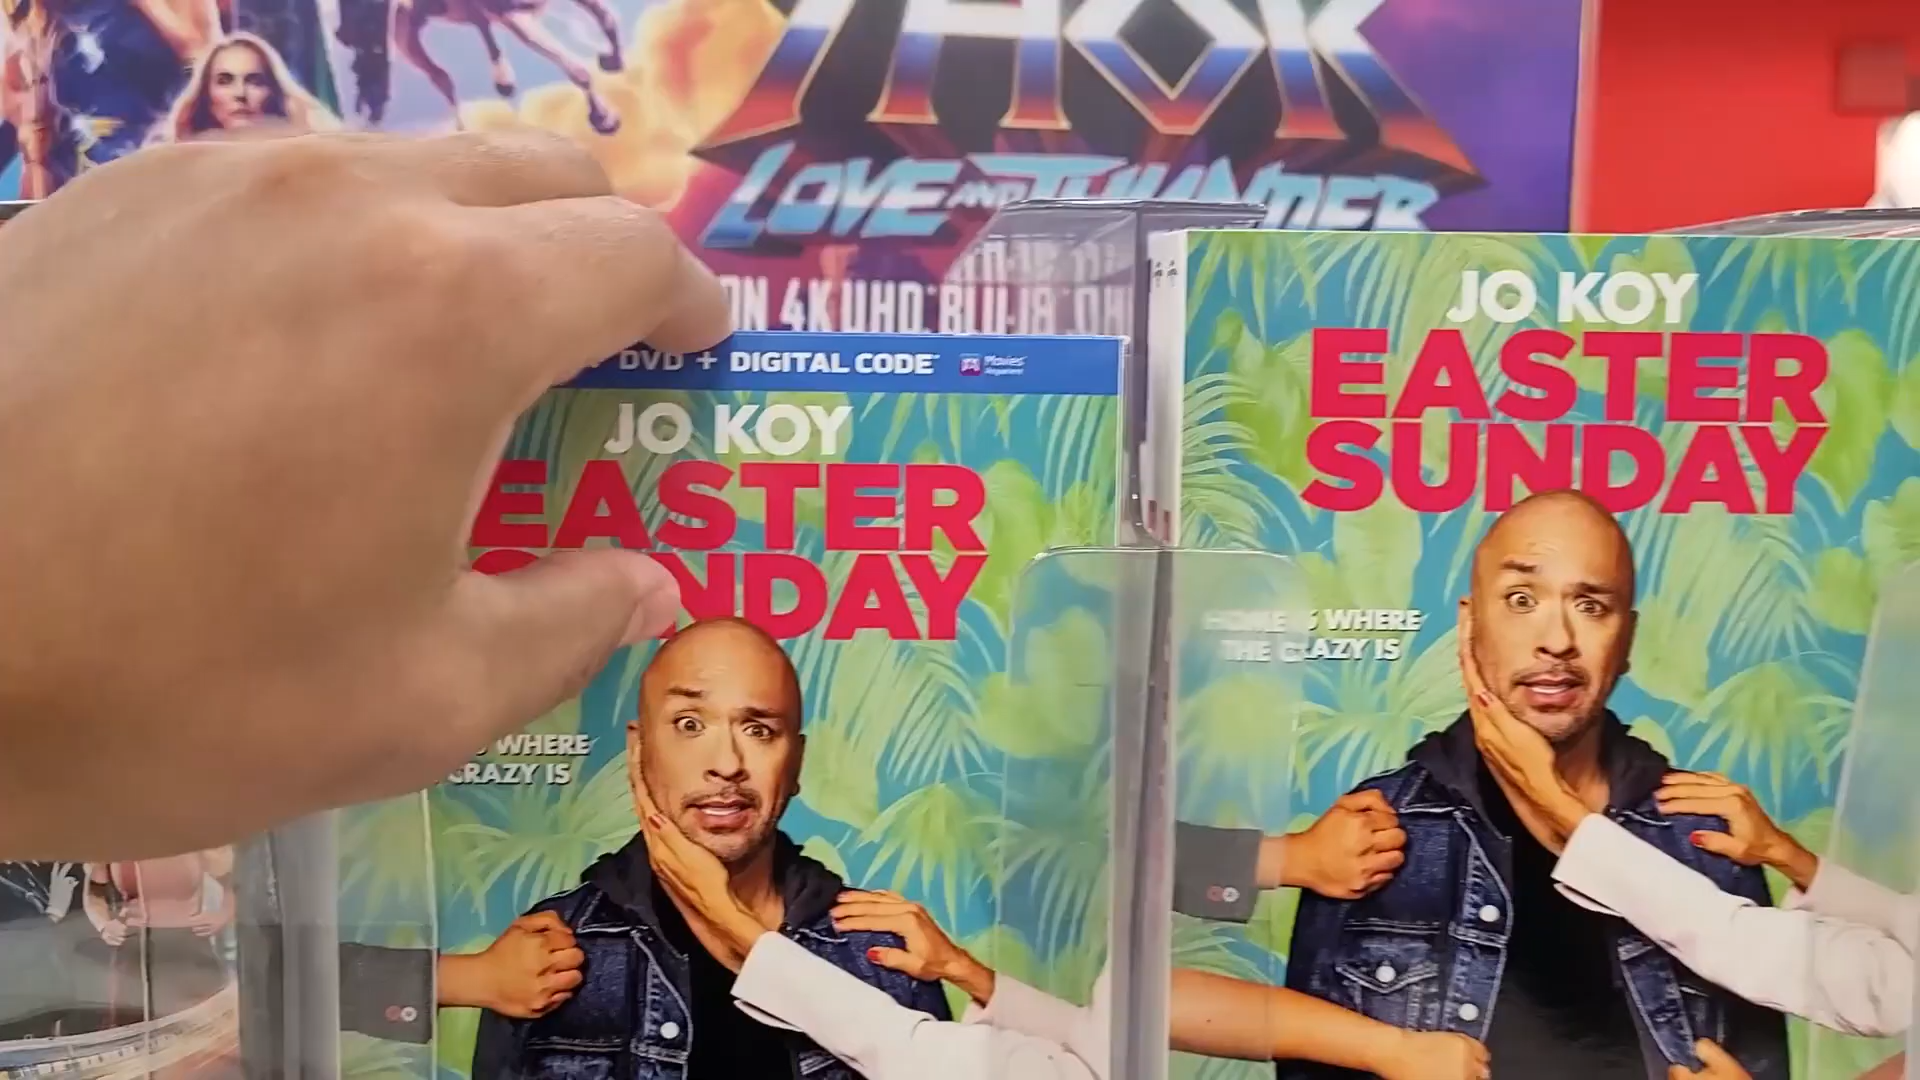 THOR
LOVE AND THUNDER
ON 4K UHD, BLU-
DVD + DIGITAL CODE
Movies
Anywhere
JO KOY
EASTER
SUNDAY
WHERE
CRAZY IS
JO KOY
EASTER
SUNDAY
HOME IS WHERE
THE CRAZY IS